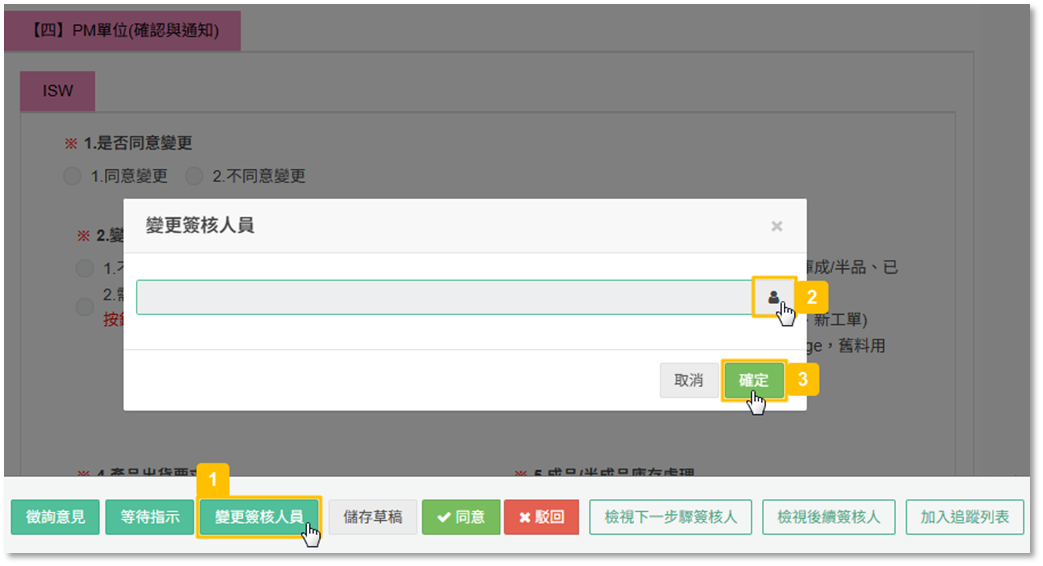 【四】PM單位(確認與通知)
ISW
※ 1.是否同意變更
1.同意變更 2.不同意變更
變更簽核人員 ×
※ 2.變
1.不 庫成/半品、已
2.需
2
按鈕 新工單)
ge，舊料用
取消 確定 3
※ 4.產品出貨要求 ※ 5.成品/半成品庫存處理
1
徵詢意見 等待指示 變更簽核人員 儲存草稿 同意 駁回 檢視下一步驟簽核人 檢視後續簽核人 加入追蹤列表